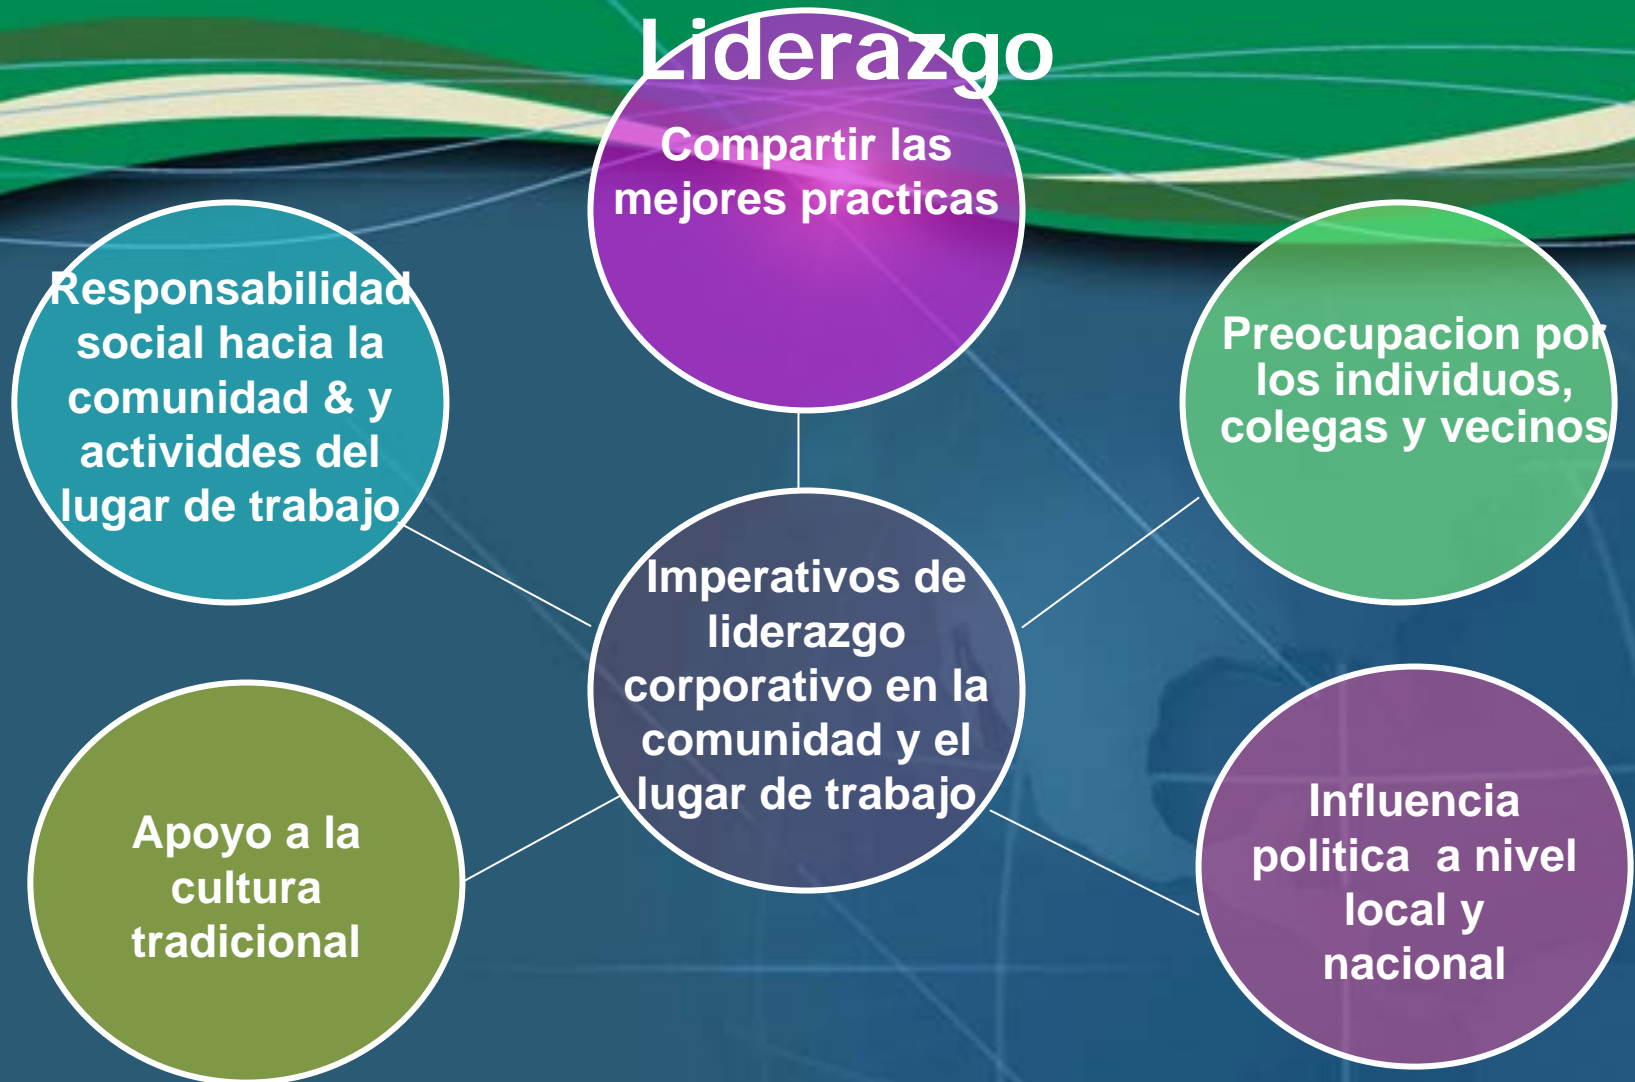 Liderazgo
Compartir las
mejores practicas
Responsabilidad
social hacia la
comunidad & y
actividdes del
lugar de trabajo
Preocupacion por
los individuos,
colegas y vecinos
Imperativos de
liderazgo
corporativo en la
comunidad y el
lugar de trabajo
Apoyo a la
cultura
tradicional
Influencia
politica a nivel
local y
nacional